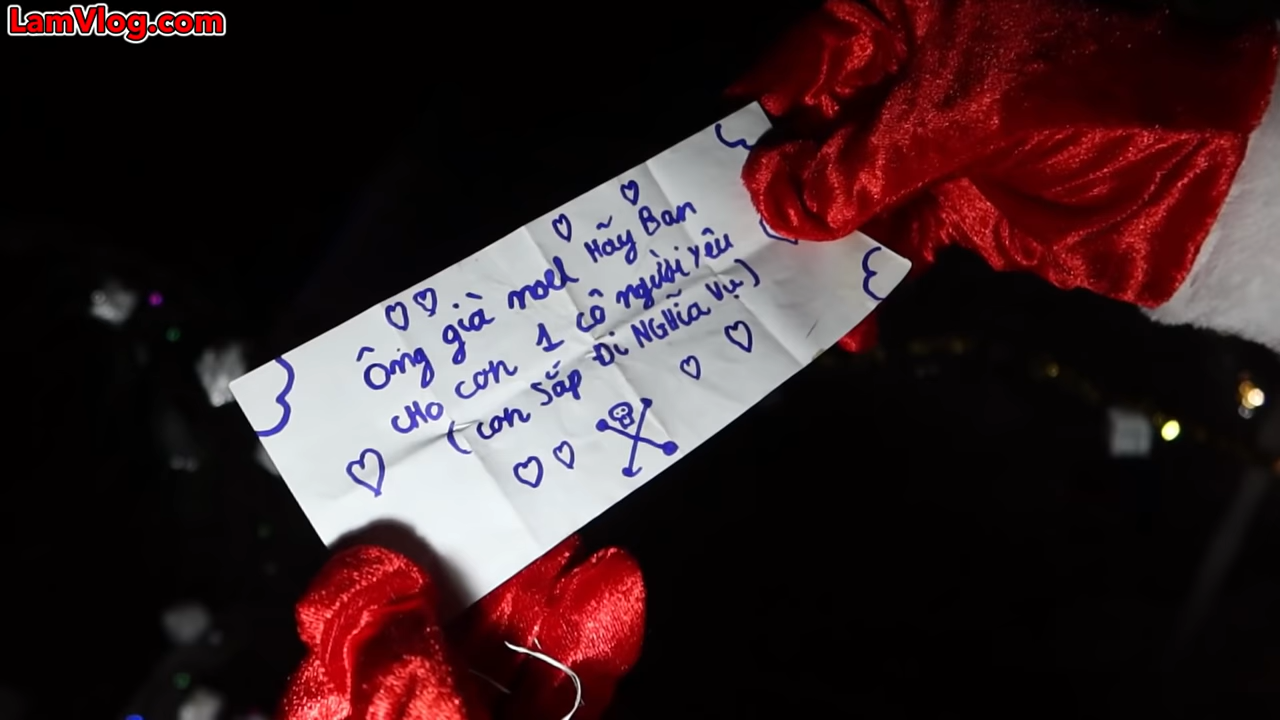 LamVlog.com
Ông già noel Hãy Ban
cHo con 1 cô người yêu
(con sắp Đi NGHĩa Vụ)